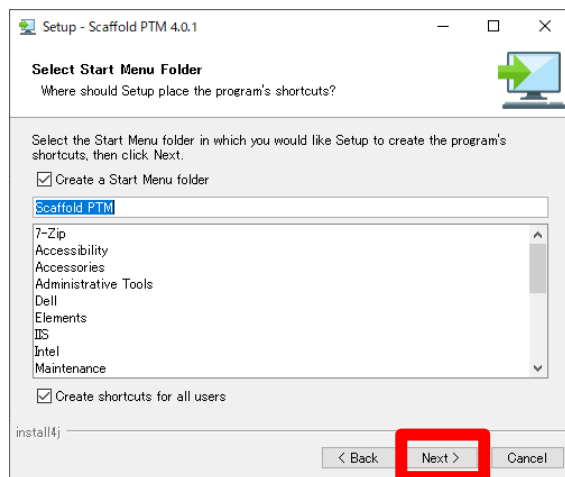 Setup - Scaffold PTM 4.0.1
Select Start Menu Folder
Where should Setup place the program's shortcuts?
Select the Start Menu folder in which you would like Setup to create the program's
shortcuts, then click Next.
Create a Start Menu folder
Scaffold PTM
7-Zip
Accessibility
Accessories
Administrative Tools
Dell
Elements
IIS
Intel
Maintenance
Create shortcuts for all users
install4j
< Back Next > Cancel